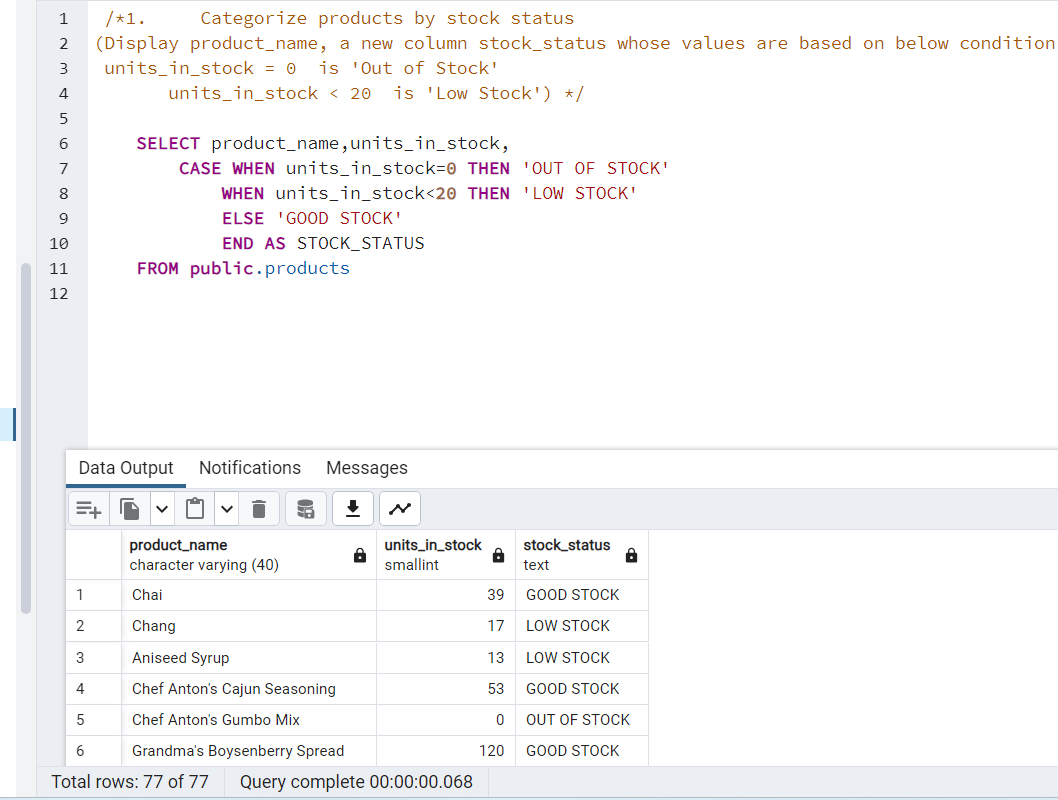 1 /*1. Categorize products by stock status
2 (Display product_name, a new column stock_status whose values are based on below condition
3 units_in_stock = 0 is 'Out of Stock'
4 units_in_stock < 20 is 'Low Stock') */
5
6 SELECT product_name,units_in_stock,
7 CASE WHEN units_in_stock=0 THEN 'OUT OF STOCK'
8 WHEN units_in_stock<20 THEN 'LOW STOCK'
9 ELSE 'GOOD STOCK'
10 END AS STOCK_STATUS
11 FROM public.products
12
Data Output Notifications Messages
product_name units_in_stock stock_status
character varying (40) smallint text
1 Chai 39 GOOD STOCK
2 Chang 17 LOW STOCK
3 Aniseed Syrup 13 LOW STOCK
4 Chef Anton's Cajun Seasoning 53 GOOD STOCK
5 Chef Anton's Gumbo Mix 0 OUT OF STOCK
6 Grandma's Boysenberry Spread 120 GOOD STOCK
Total rows: 77 of 77 Query complete 00:00:00.068